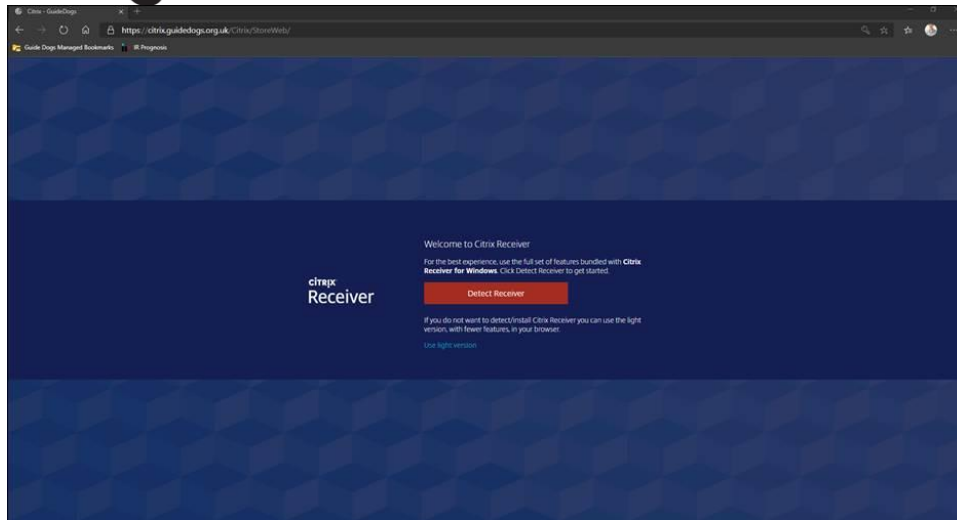 Citrix - GuideDogs
https://citrix.guidedogs.org.uk/Citrix/StoreWeb/
Guide Dogs Managed Bookmarks IR Prognosis
Welcome to Citrix Receiver
For the best experience, use the full set of features bundled with Citrix
Receiver for Windows. Click Detect Receiver to get started.
citrix
Receiver
Detect Receiver
If you do not want to detect/install Citrix Receiver you can use the light
version, with fewer features, in your browser.
Use light version